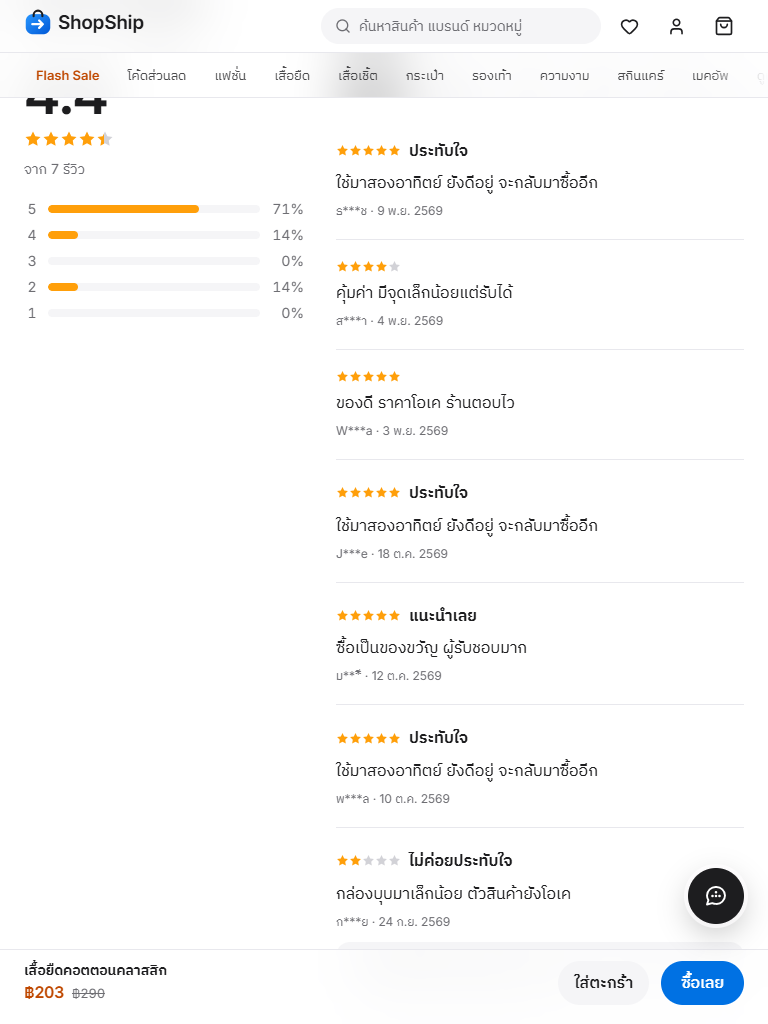 ShopShip
ค้นหาสินค้า แบรนด์ หมวดหมู่
Flash Sale โค้ดส่วนลด แฟชั่น เสื้อยืด เสื้อเชิ้ต กระเป๋า รองเท้า ความงาม สกินแคร์ เมคอัพ
4.4
จาก 7 รีวิว
5 71%
4 14%
3 0%
2 14%
1 0%
ประทับใจ
ใช้มาสองอาทิตย์ ยังดีอยู่ จะกลับมาซื้ออีก
ร***ช · 9 พ.ย. 2569
คุ้มค่า มีจุดเล็กน้อยแต่รับได้
ส***า · 4 พ.ย. 2569
ของดี ราคาโอเค ร้านตอบไว
W***a · 3 พ.ย. 2569
ประทับใจ
ใช้มาสองอาทิตย์ ยังดีอยู่ จะกลับมาซื้ออีก
J***e · 18 ต.ค. 2569
แนะนำเลย
ซื้อเป็นของขวัญ ผู้รับชอบมาก
· 12 ต.ค. 2569
ประทับใจ
ใช้มาสองอาทิตย์ ยังดีอยู่ จะกลับมาซื้ออีก
พ***ล · 10 ต.ค. 2569
ไม่ค่อยประทับใจ
กล่องบุบมาเล็กน้อย ตัวสินค้ายังโอเค
ก***ย · 24 ก.ย. 2569
เสื้อยืดคอตตอนคลาสสิก
฿203 ฿290
ใส่ตะกร้า
ซื้อเลย